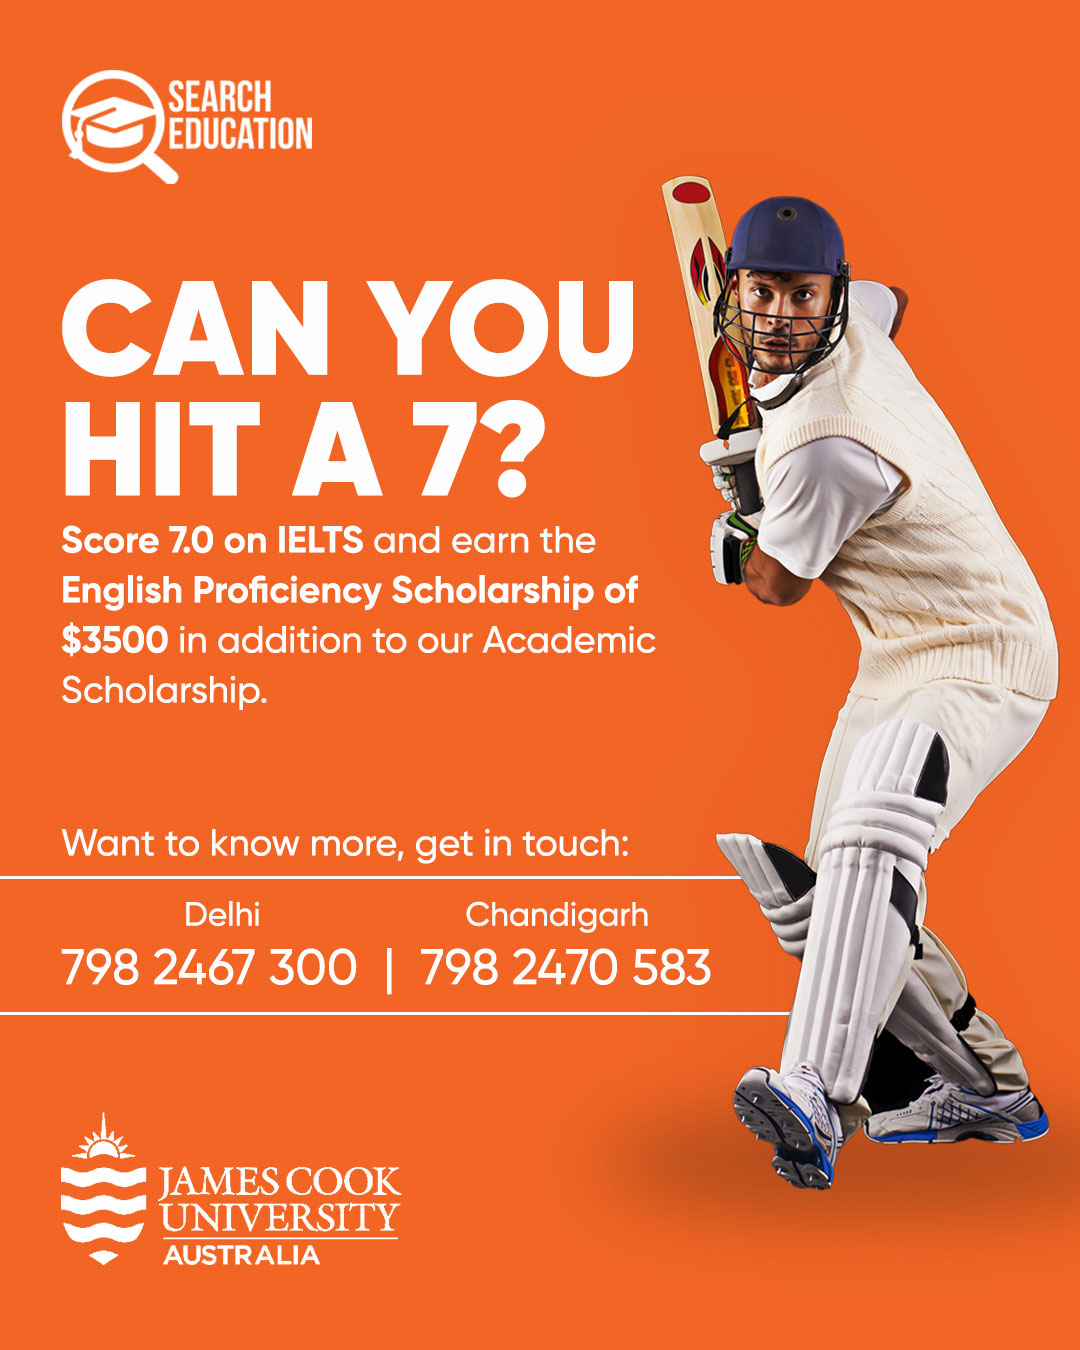 SEARCH
EDUCATION
CAN YOU
HIT A 7?
Score 7.0 on IELTS and earn the
English Proficiency Scholarship of
$3500 in addition to our Academic
Scholarship.
Want to know more, get in touch:
Delhi
798 2467 300 |
Chandigarh
798 2470 583
JAMES COOK
UNIVERSITY
AUSTRALIA